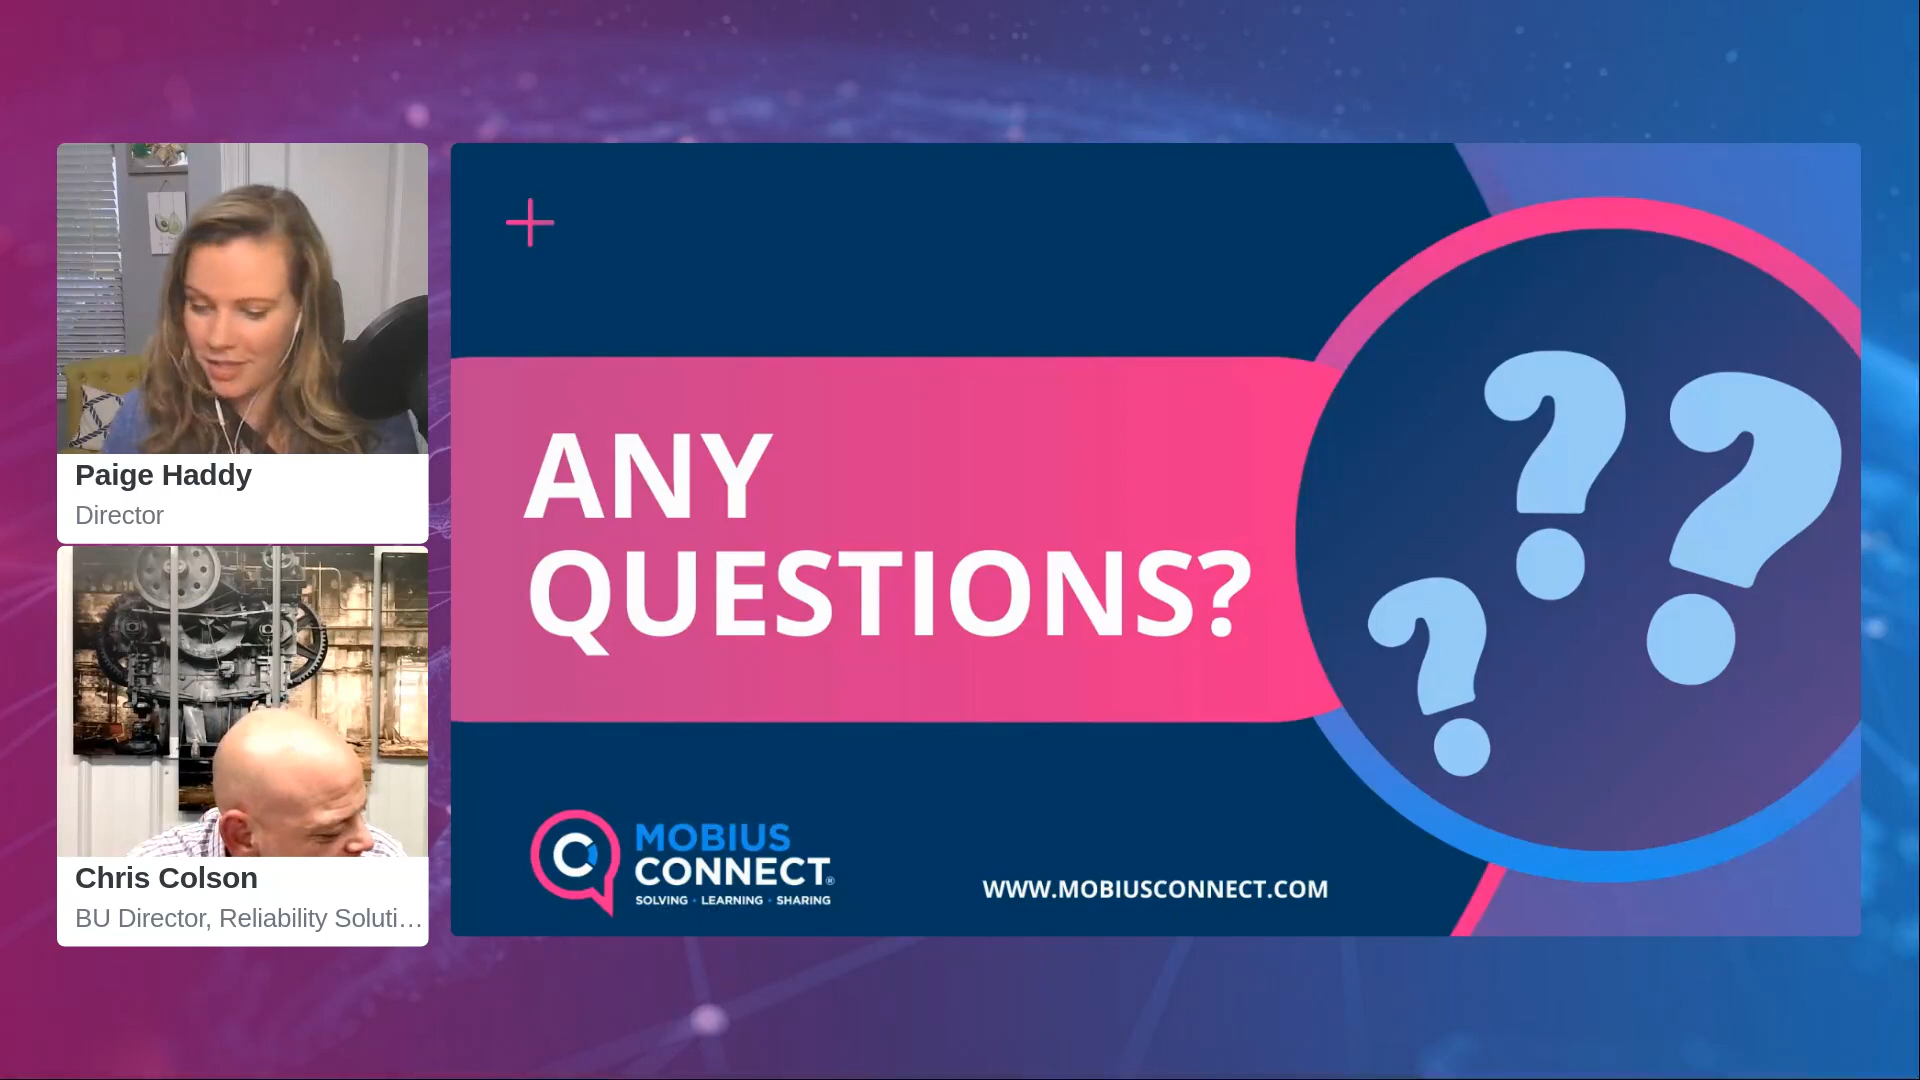 Paige Haddy
Director
Chris Colson
BU Director, Reliability Soluti…
ANY
QUESTIONS?
MOBIUS
CONNECT®
SOLVING · LEARNING · SHARING
WWW.MOBIUSCONNECT.COM